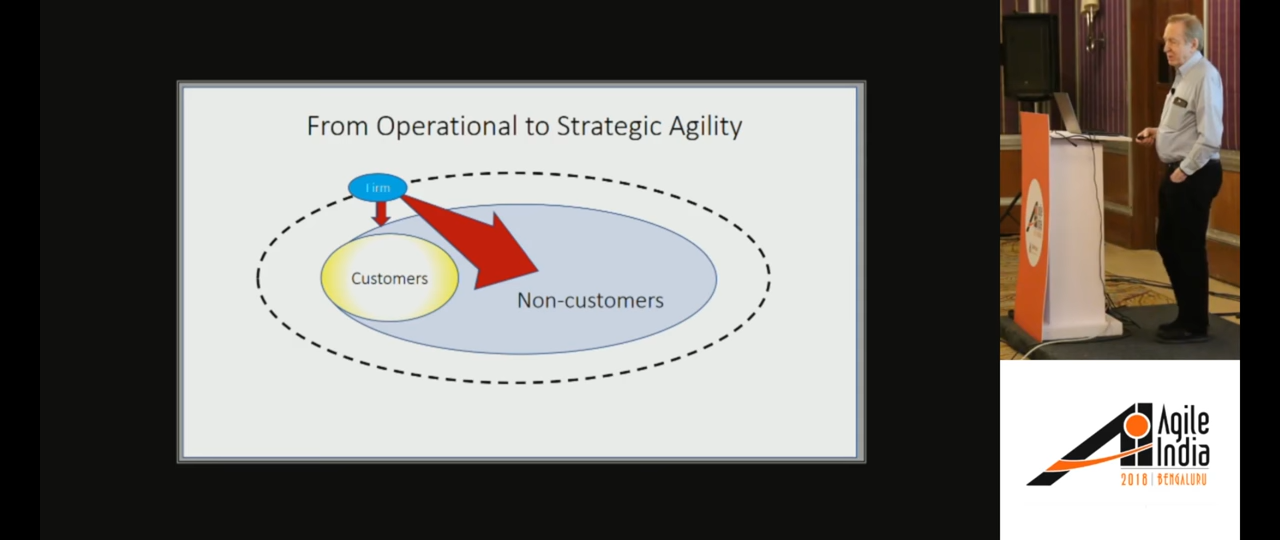 From Operational to Strategic Agility
Firm
Customers
Non-customers
Agile
India
2018 | BENGALURU